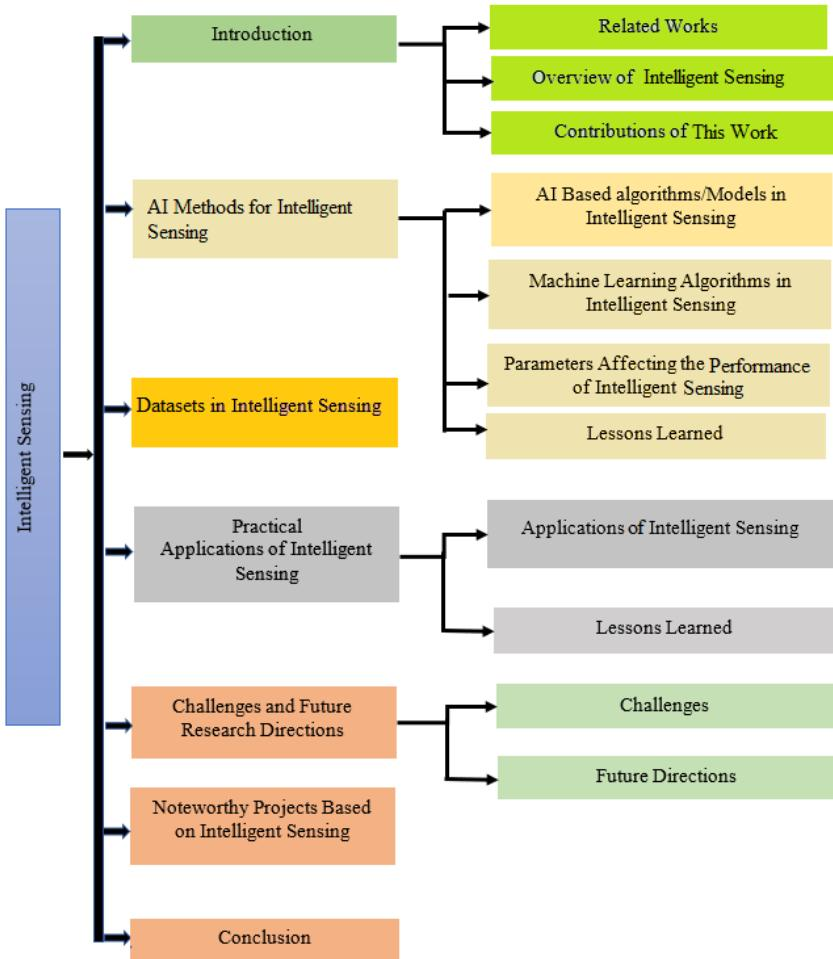 Intelligent Sensing
Introduction
Related Works
Overview of Intelligent Sensing
Contributions of This Work
AI Methods for Intelligent
Sensing
AI Based algorithms/Models in
Intelligent Sensing
Machine Learning Algorithms in
Intelligent Sensing
Parameters Affecting the Performance
of Intelligent Sensing
Lessons Learned
Datasets in Intelligent Sensing
Practical
Applications of Intelligent
Sensing
Applications of Intelligent Sensing
Lessons Learned
Challenges and Future
Research Directions
Challenges
Future Directions
Noteworthy Projects Based
on Intelligent Sensing
Conclusion